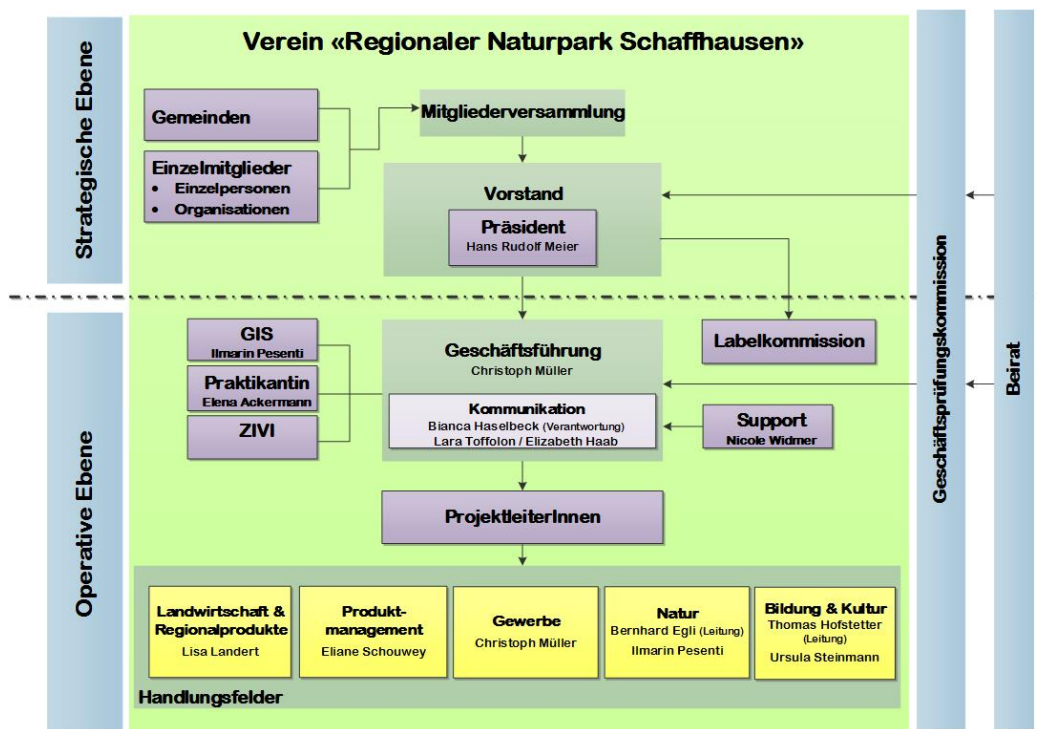 Verein «Regionaler Naturpark Schaffhausen»
Strategische Ebene
Gemeinden
Einzelmitglieder
• Einzelpersonen
• Organisationen
Mitgliederversammlung
Vorstand
Präsident
Hans Rudolf Meier
Labelkommission
Geschäftsprüfungskommission
Beirat
Operative Ebene
GIS
Ilmarin Pesenti
Praktikantin
Elena Ackermann
ZIVI
Geschäftsführung
Christoph Müller
Kommunikation
Bianca Haselbeck (Verantwortung)
Lara Toffolon / Elizabeth Haab
Support
Nicole Widmer
ProjektleiterInnen
Landwirtschaft &
Regionalprodukte
Lisa Landert
Produkt-
management
Eliane Schouwey
Gewerbe
Christoph Müller
Natur
Bernhard Egli (Leitung)
Ilmarin Pesenti
Bildung & Kultur
Thomas Hofstetter
(Leitung)
Ursula Steinmann
Handlungsfelder